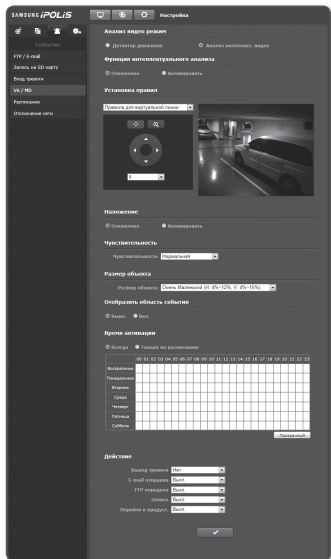 SAMSUNG iPOLiS
Настройка
События
FTP / E-mail
Запись на SD карту
Вход тревоги
VA / MD
Расписание
Отключение сети
Анализ видео режим
Детектор движения
Анализ интеллект. видео
Функция интеллектуального анализа
Отключено
Активировать
Установка правил
Правила для виртуальной линии
Наложение
Отключено
Активировать
Чувствительность
Чувствительность
Нормальная
Размер объекта
Размер объекта
Очень Маленький (H: 4%~12%, V: 4%~15%)
Отобразить область события
Выкл.
Вкл.
Время активации
Всегда
Только по расписанию
00 01 02 03 04 05 06 07 08 09 10 11 12 13 14 15 16 17 18 19 20 21 22 23
Воскресенье
Понедельник
Вторник
Среда
Четверг
Пятница
Суббота
Действие
Выход тревоги
Нет
E-mail отправка
Выкл
FTP передача
Выкл
Запись
Выкл
Перейти к предуст.
Выкл